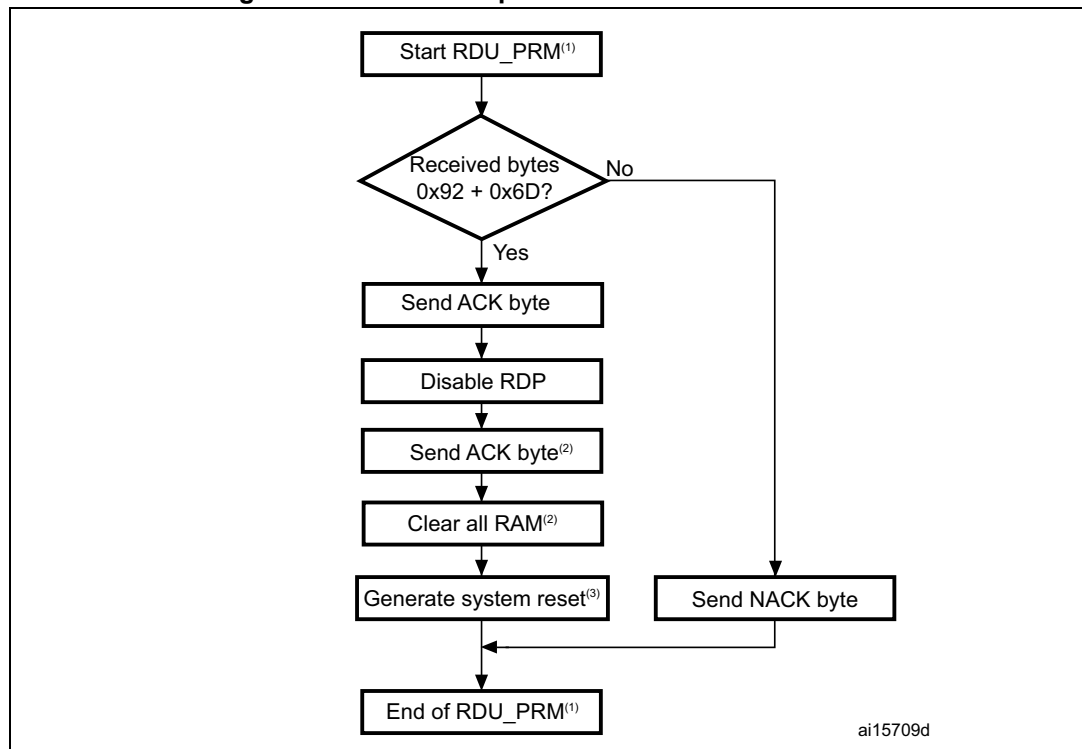 Start RDU_PRM(1)
Received bytes
0x92 + 0x6D?
No
Yes
Send ACK byte
Disable RDP
Send ACK byte(2)
Clear all RAM(2)
Generate system reset(3)
Send NACK byte
End of RDU_PRM(1)
ai15709d